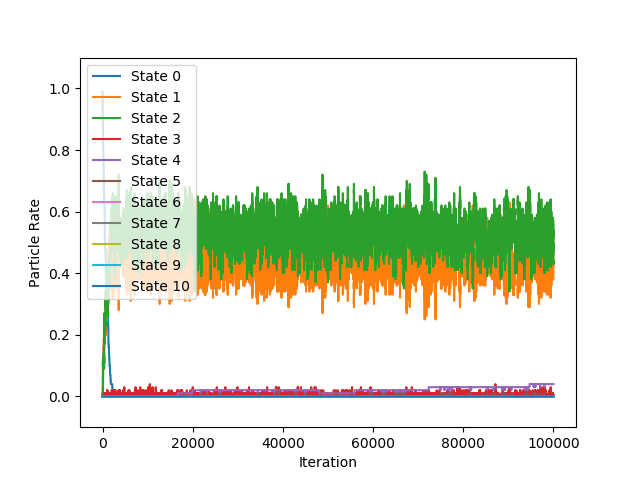 1.0
0.8
0.6
0.4
0.2
0.0
Particle Rate
State 0
State 1
State 2
State 3
State 4
State 5
State 6
State 7
State 8
State 9
State 10
0 20000 40000 60000 80000 100000
Iteration